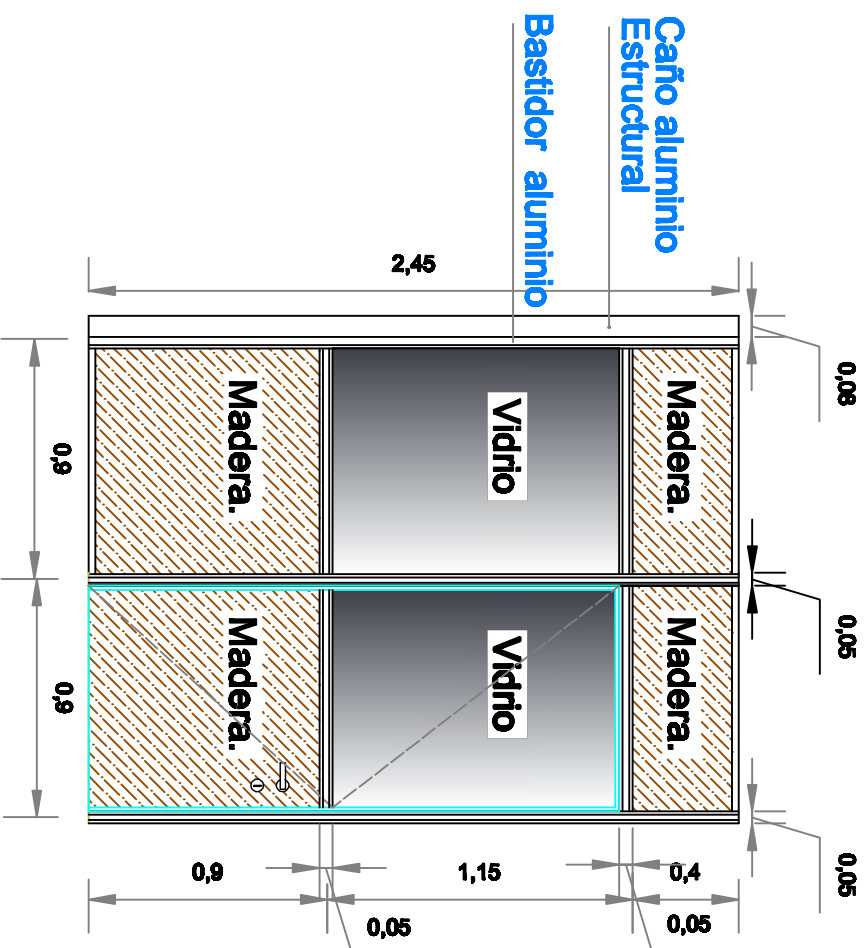 Caño aluminio
Estructural
Bastidor aluminio
2,45
0,08
0,9
Madera.
Vidrio
Madera.
0,05
0,9
Madera.
Vidrio
Madera.
0,05
0,9
1,15
0,4
0,05
0,05